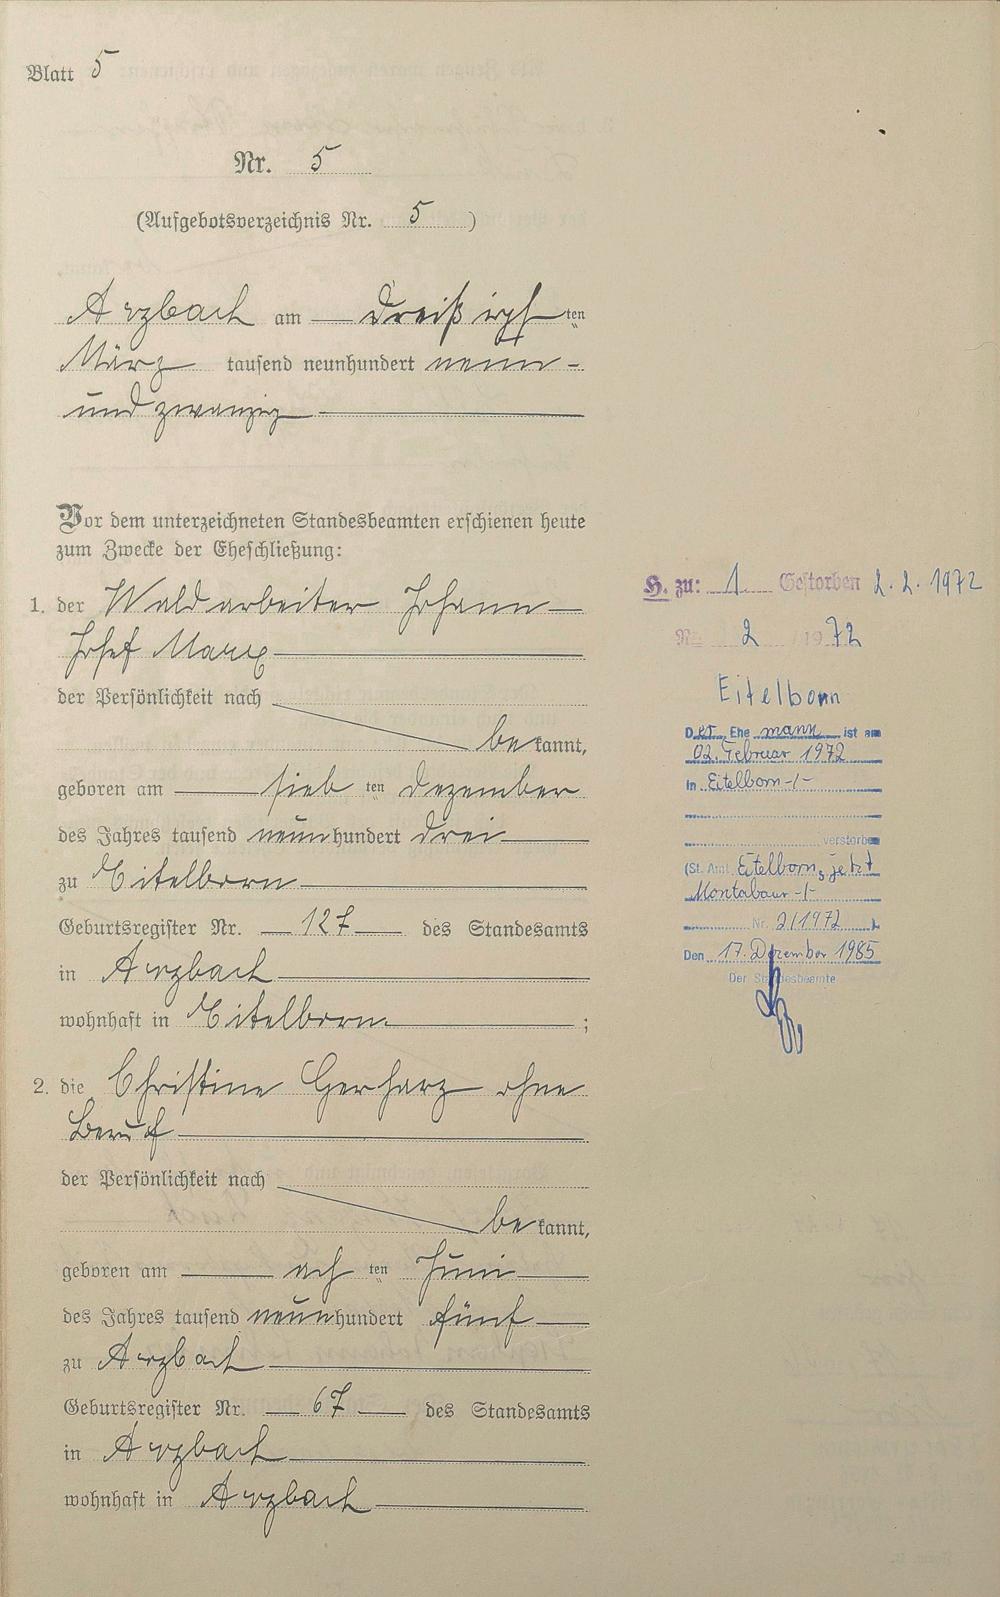 Blatt 5
Nr. 5
(Aufgebotsverzeichnis Nr. 5)
Arzbach am dreißigsten
März tausend neunhundert neun-
und zwanzig
Vor dem unterzeichneten Standesbeamten erschienen heute
zum Zwecke der Eheschließung:
1. der Waldarbeiter Johann
Josef Marx
der Persönlichkeit nach
bekannt,
geboren am siebten Dezember
des Jahres tausend neunhundert drei
zu Eitelborn
Geburtsregister Nr. 127 des Standesamts
in Arzbach
wohnhaft in Eitelborn ;
2. die Christine Gerharz ohne
Beruf
der Persönlichkeit nach
bekannt,
geboren am achten Juni
des Jahres tausend neunhundert fünf
zu Arzbach
Geburtsregister Nr. 67 des Standesamts
in Arzbach
wohnhaft in Arzbach
H. zu: 1 Gestorben 2.2.1972
Nr. 2 / 1972
Eitelborn
Der Ehemann ist am
02. Februar 1972
in Eitelborn -/-
verstorben
(St. Amt Eitelborn, jetzt
Montabaur -/-
Nr. 2/1972 )
Den 17. Dezember 1985
Der Standesbeamte